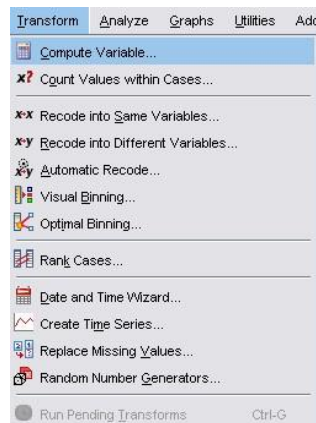 Transform Analyze Graphs Utilities Add
Compute Variable...
x? Count Values within Cases...
x•x Recode into Same Variables...
x•y Recode into Different Variables...
Automatic Recode...
Visual Binning...
Optimal Binning...
Rank Cases...
Date and Time Wizard...
Create Time Series...
Replace Missing Values...
Random Number Generators...
Run Pending Transforms Ctrl-G